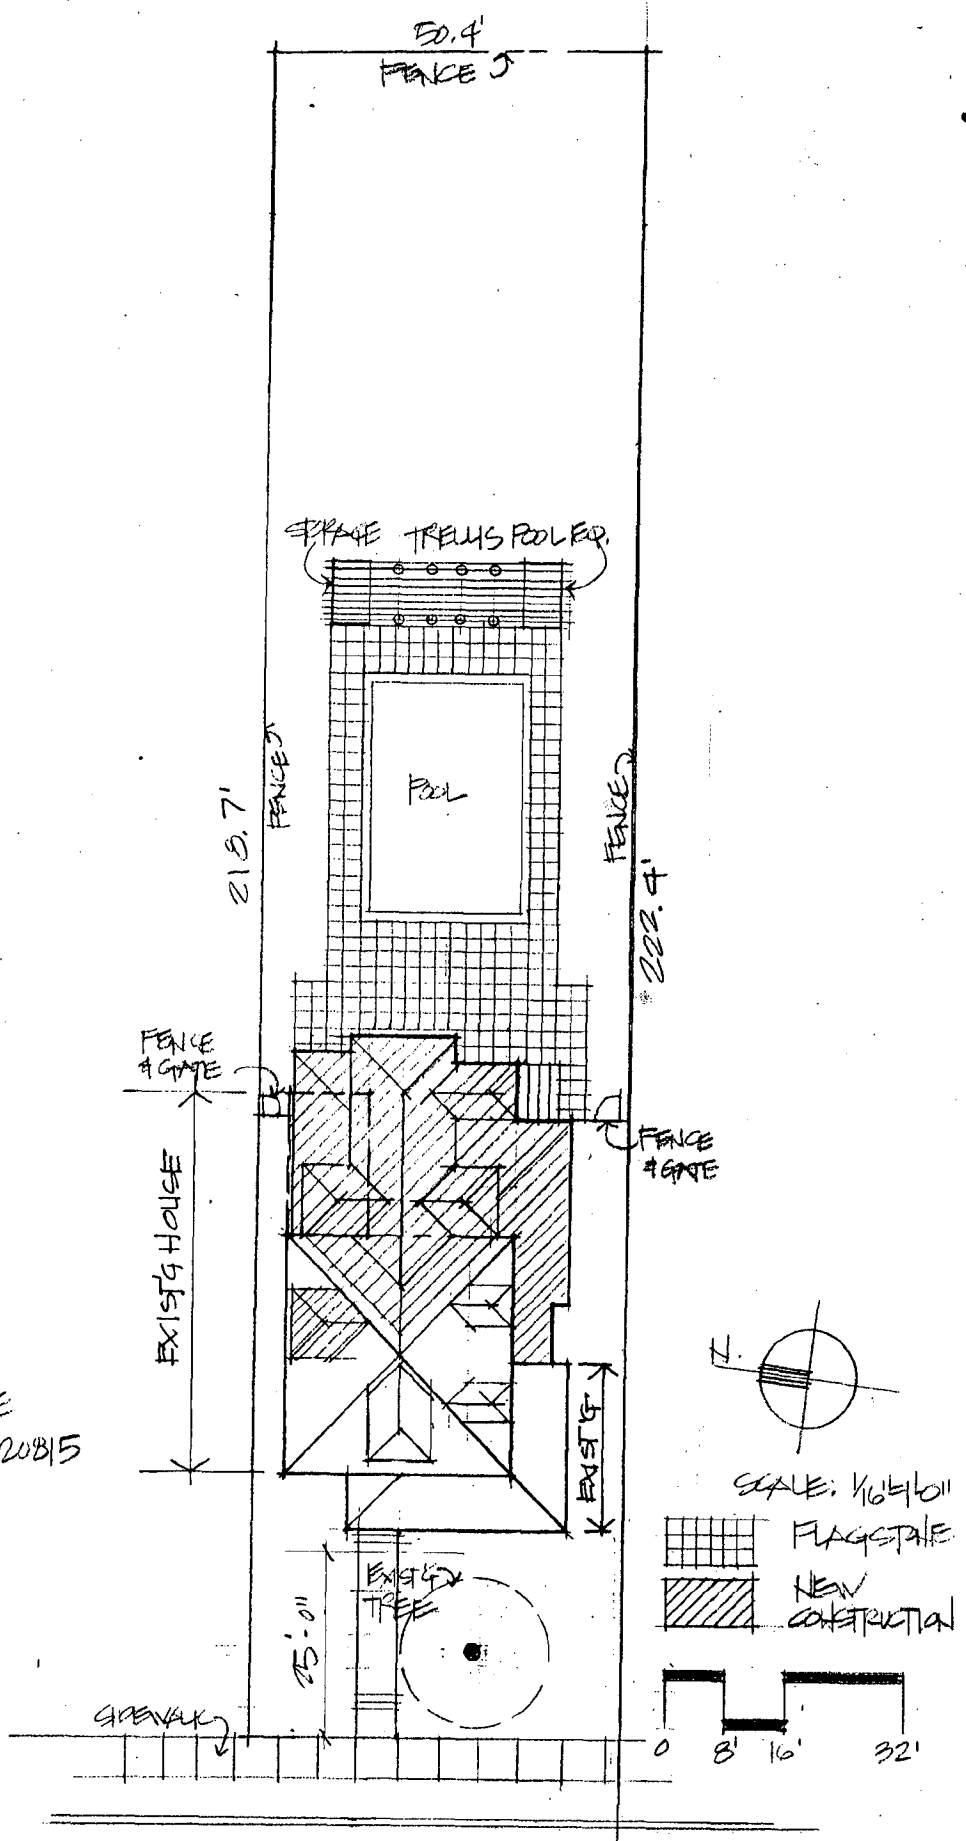 50.4'
FENCE
STORAGE TRELLIS POOL EQ.
FENCE
POOL
218.7'
FENCE
222.4'
FENCE
& GATE
FENCE
& GATE
EXIST'G HOUSE
N.
EXIST'G
20815
SCALE: 1/16"=1'-0"
FLAGSTONE
NEW
CONSTRUCTION
EXIST'G
TREE
25'-0"
SIDEWALK
0 8' 16' 32'